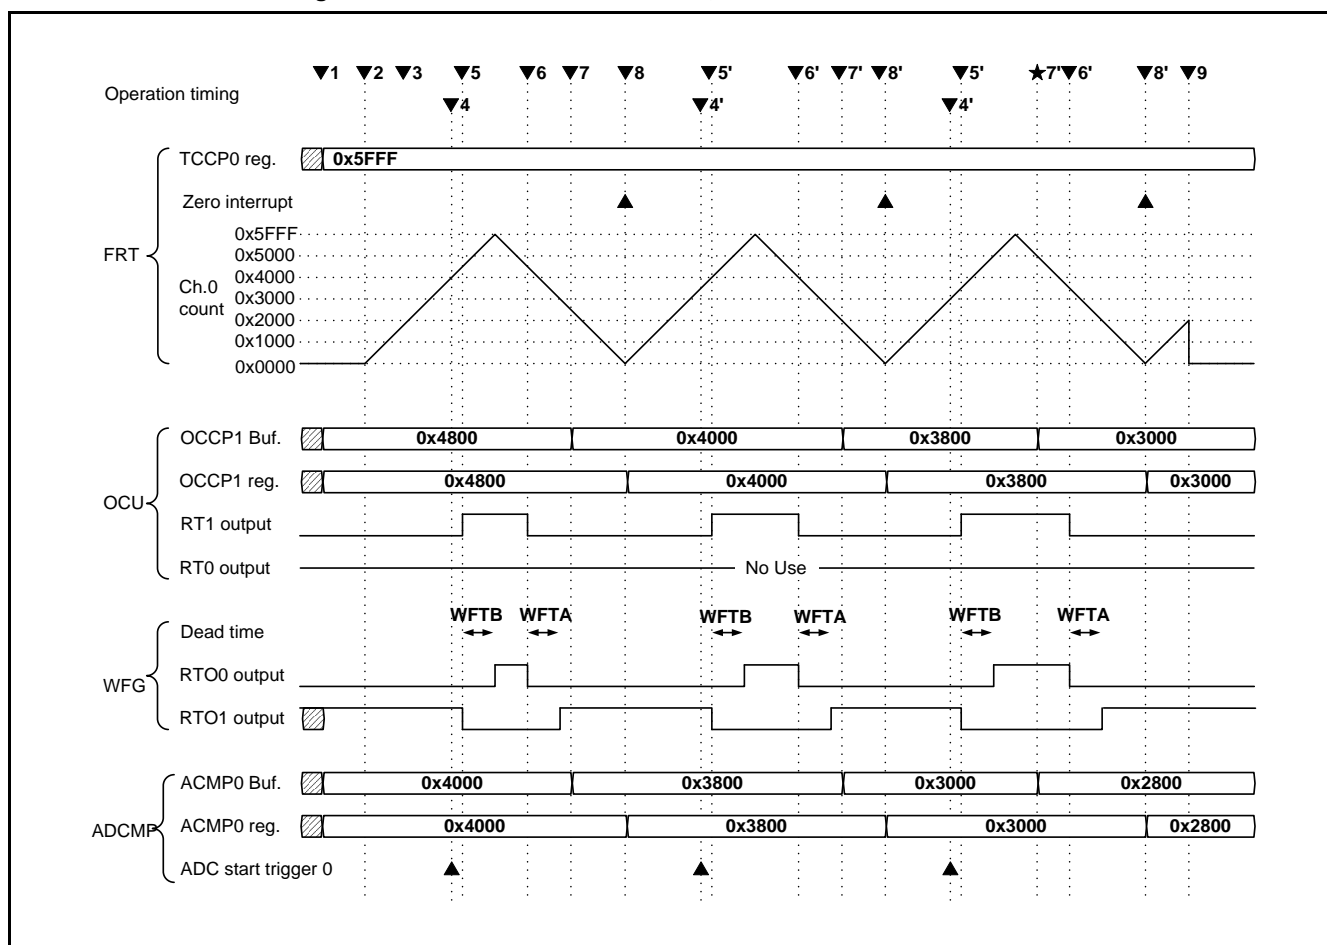 ▼1 ▼2 ▼3 ▼5 ▼6 ▼7 ▼8 ▼5' ▼6' ▼7' ▼8' ▼5' ★7' ▼6' ▼8' ▼9
Operation timing
▼4 ▼4' ▼4'
TCCP0 reg. 0x5FFF
Zero interrupt
0x5FFF
FRT
0x5000
0x4000
Ch.0
count
0x3000
0x2000
0x1000
0x0000
OCCP1 Buf. 0x4800 0x4000 0x3800 0x3000
OCCP1 reg. 0x4800 0x4000 0x3800 0x3000
OCU
RT1 output
RT0 output No Use
WFTB WFTA WFTB WFTA WFTB WFTA
Dead time
RTO0 output
WFG
RTO1 output
ACMP0 Buf. 0x4000 0x3800 0x3000 0x2800
ADCMP
ACMP0 reg. 0x4000 0x3800 0x3000 0x2800
ADC start trigger 0